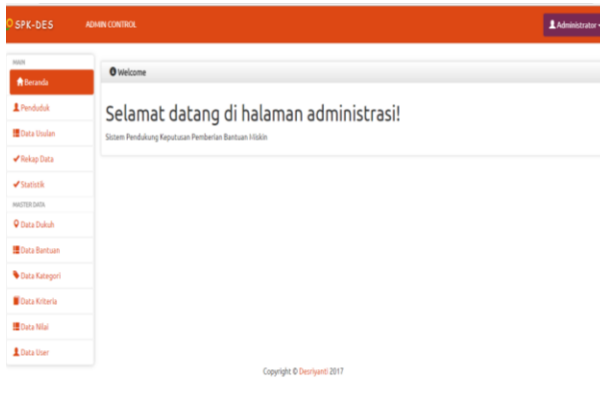 SPK-DES
ADMIN CONTROL
Administrator
MAIN
Beranda
Welcome
Penduduk
Selamat datang di halaman administrasi!
Data Usulan
Sistem Pendukung Keputusan Pemberian Bantuan Miskin
Rekap Data
Statistik
MASTER DATA
Data Dukuh
Data Bantuan
Data Kategori
Data Kriteria
Data Nilai
Data User
Copyright © Desriyanti 2017